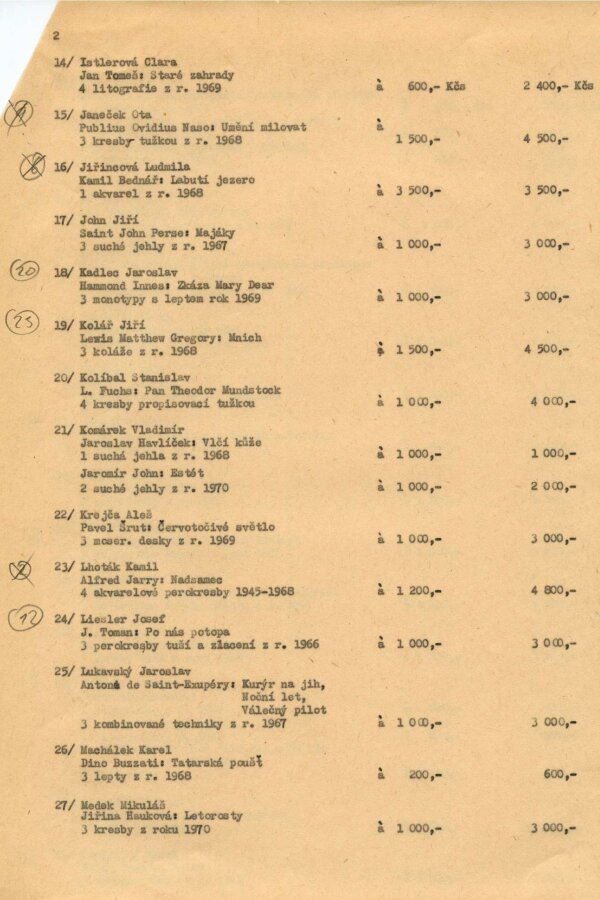 2
14/ Istlerová Clara
Jan Tomeš: Staré zahrady
4 litografie z r. 1969 à 600,- Kčs 2 400,- Kčs
15/ Janeček Ota
Publius Ovidius Naso: Umění milovat à
3 kresby tužkou z r. 1968 1 500,- 4 500,-
16/ Jiřincová Ludmila
Kamil Bednář: Labutí jezero
1 akvarel z r. 1968 à 3 500,- 3 500,-
17/ John Jiří
Saint John Perse: Majáky
3 suché jehly z r. 1967 à 1 000,- 3 000,-
20
18/ Kadlec Jaroslav
Hammond Innes: Zkáza Mary Dear
3 monotypy s leptem rok 1969 à 1 000,- 3 000,-
23
19/ Kolář Jiří
Lewis Matthew Gregory: Mnich
3 koláže z r. 1968 à 1 500,- 4 500,-
20/ Kolíbal Stanislav
L. Fuchs: Pan Theodor Mundstock
4 kresby propisovací tužkou à 1 000,- 4 000,-
21/ Komárek Vladimír
Jaroslav Havlíček: Vlčí kůže
1 suchá jehla z r. 1968 à 1 000,- 1 000,-
Jaromír John: Estét
2 suché jehly z r. 1970 à 1 000,- 2 000,-
22/ Krejča Aleš
Pavel Šrut: Červotočivé světlo
3 moser. desky z r. 1969 à 1 000,- 3 000,-
23/ Lhoták Kamil
Alfred Jarry: Nadsamec
4 akvarelové perokresby 1945-1968 à 1 200,- 4 800,-
12
24/ Liesler Josef
J. Toman: Po nás potopa
3 perokresby tuší a zlacení z r. 1966 à 1 000,- 3 000,-
25/ Lukavský Jaroslav
Antoné de Saint-Exupéry: Kurýr na jih,
Noční let,
Válečný pilot
3 kombinované techniky z r. 1967 à 1 000,- 3 000,-
26/ Machálek Karel
Dino Buzzati: Tatarská poušť
3 lepty z r. 1968 à 200,- 600,-
27/ Medek Mikuláš
Jiřina Hauková: Letorosty
3 kresby z roku 1970 à 1 000,- 3 000,-